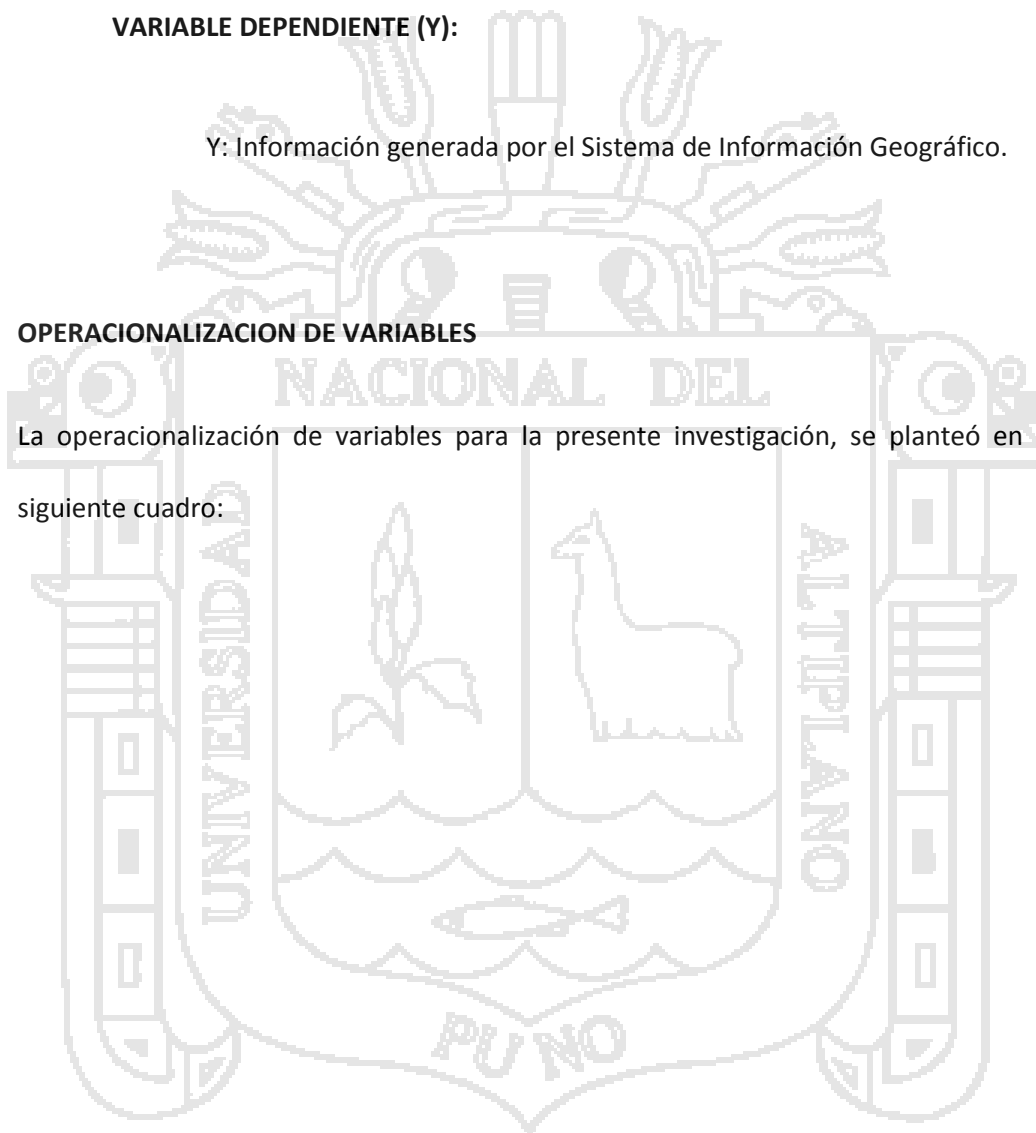 VARIABLE DEPENDIENTE (Y):
Y: Información generada por el Sistema de Información Geográfico.
OPERACIONALIZACION DE VARIABLES
NACIONAL DEL
La operacionalización de variables para la presente investigación, se planteó en
siguiente cuadro:
UNIVERSIDAD
ALTIPLANO
PUNO